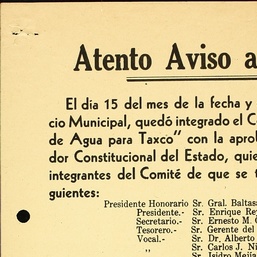 Atento Aviso a
El día 15 del mes de la fecha y
cio Municipal, quedó integrado el C
de Agua para Taxco" con la aprob
dor Constitucional del Estado, quie
integrantes del Comité de que se t
guientes:
Presidente Honorario Sr. Gral. Baltas
Presidente.- Sr. Enrique Rey
Secretario.- Sr. Ernesto M. C
Tesorero.- Sr. Gerente del
Vocal.- Sr. Dr. Alberto
Sr. Carlos J. Ni
" Sr. Isidro Mejía